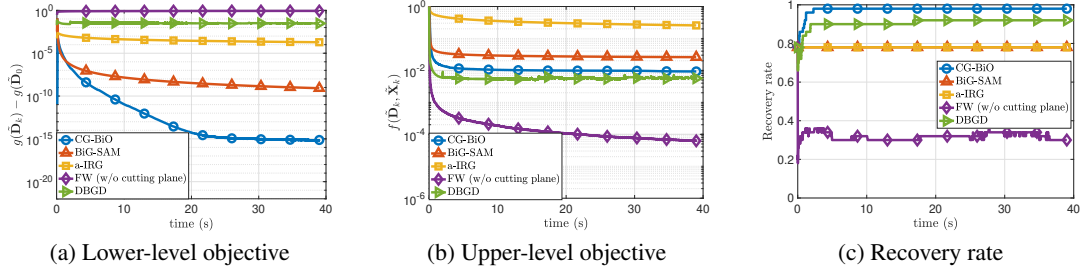 g(D̃_k) − g(D̃_0)
10^0
10^-5
10^-10
10^-15
10^-20
CG-BiO
BiG-SAM
a-IRG
FW (w/o cutting plane)
DBGD
0 10 20 30 40
time (s)
(a) Lower-level objective
f(D̃_k, X̃_k)
10^0
10^-2
10^-4
10^-6
CG-BiO
BiG-SAM
a-IRG
FW (w/o cutting plane)
DBGD
0 10 20 30 40
time (s)
(b) Upper-level objective
Recovery rate
1
0.8
0.6
0.4
0.2
0
CG-BiO
BiG-SAM
a-IRG
FW (w/o cutting plane)
DBGD
0 10 20 30 40
time (s)
(c) Recovery rate